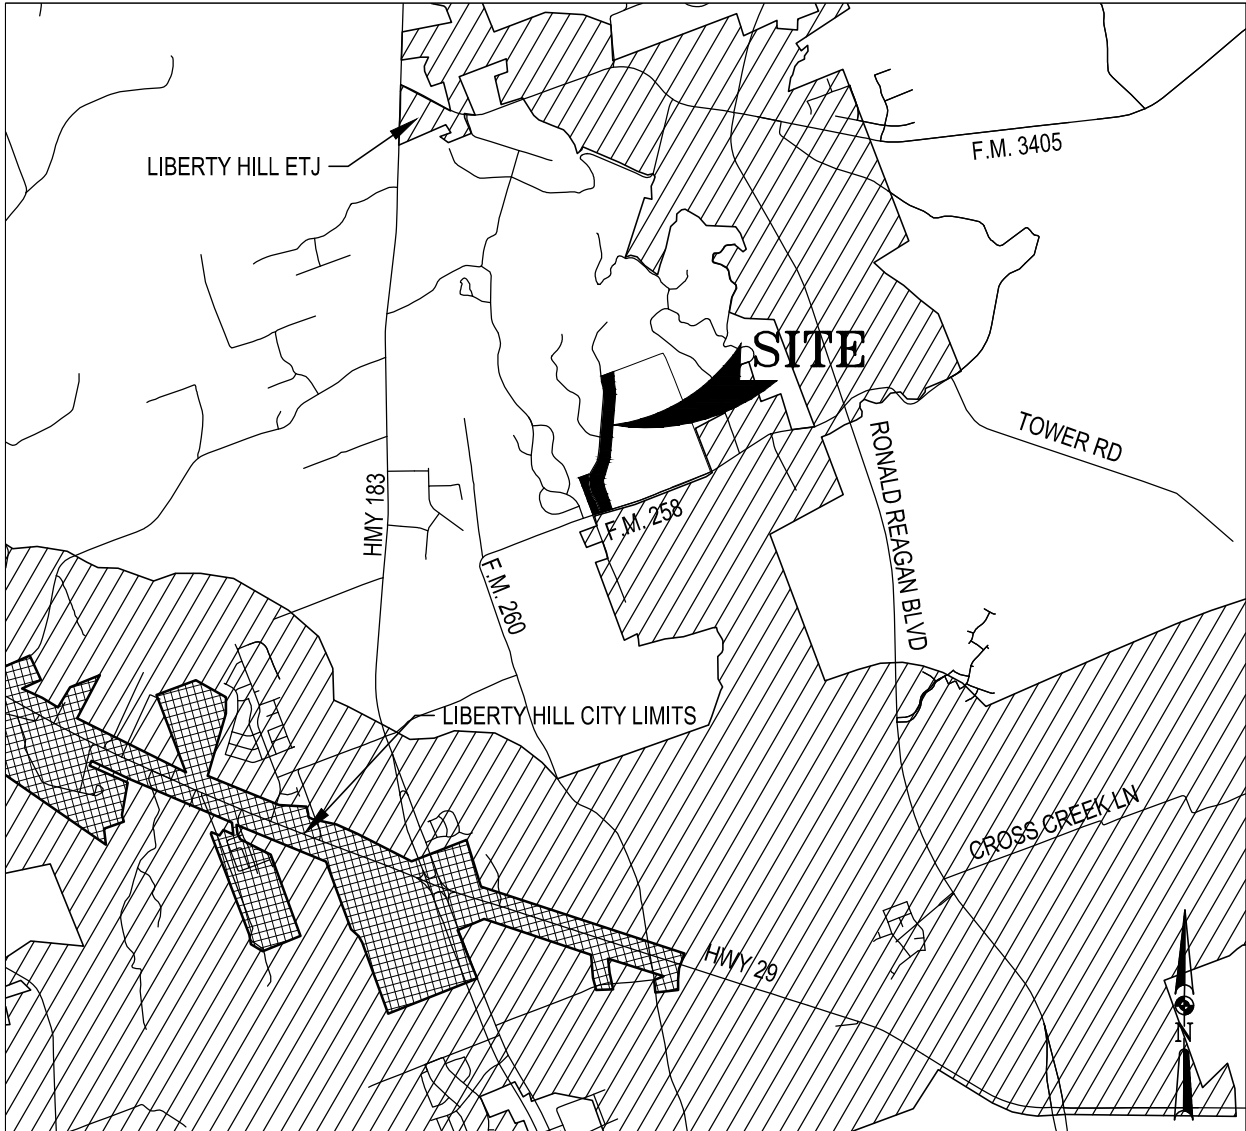 F.M. 3405
LIBERTY HILL ETJ
SITE
TOWER RD
RONALD REAGAN BLVD
HMY 183
F.M. 258
F.M. 260
LIBERTY HILL CITY LIMITS
CROSS CREEK LN
HWY 29
N